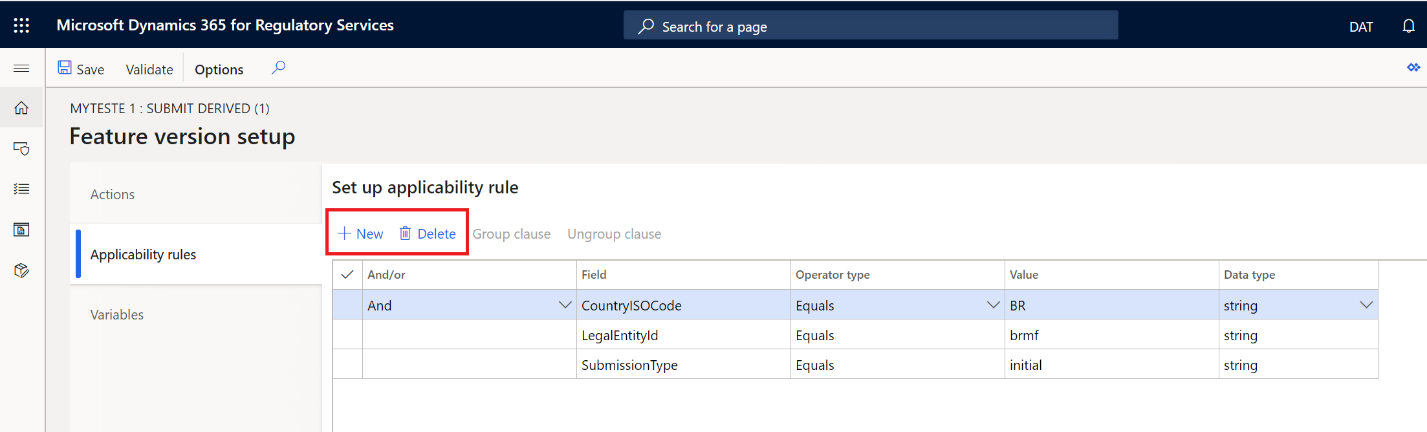 Microsoft Dynamics 365 for Regulatory Services
Search for a page
DAT
Save Validate Options
MYTESTE 1 : SUBMIT DERIVED (1)
Feature version setup
Actions
Applicability rules
Variables
Set up applicability rule
New Delete Group clause Ungroup clause
And/or Field Operator type Value Data type
And CountryISOCode Equals BR string
LegalEntityId Equals brmf string
SubmissionType Equals initial string